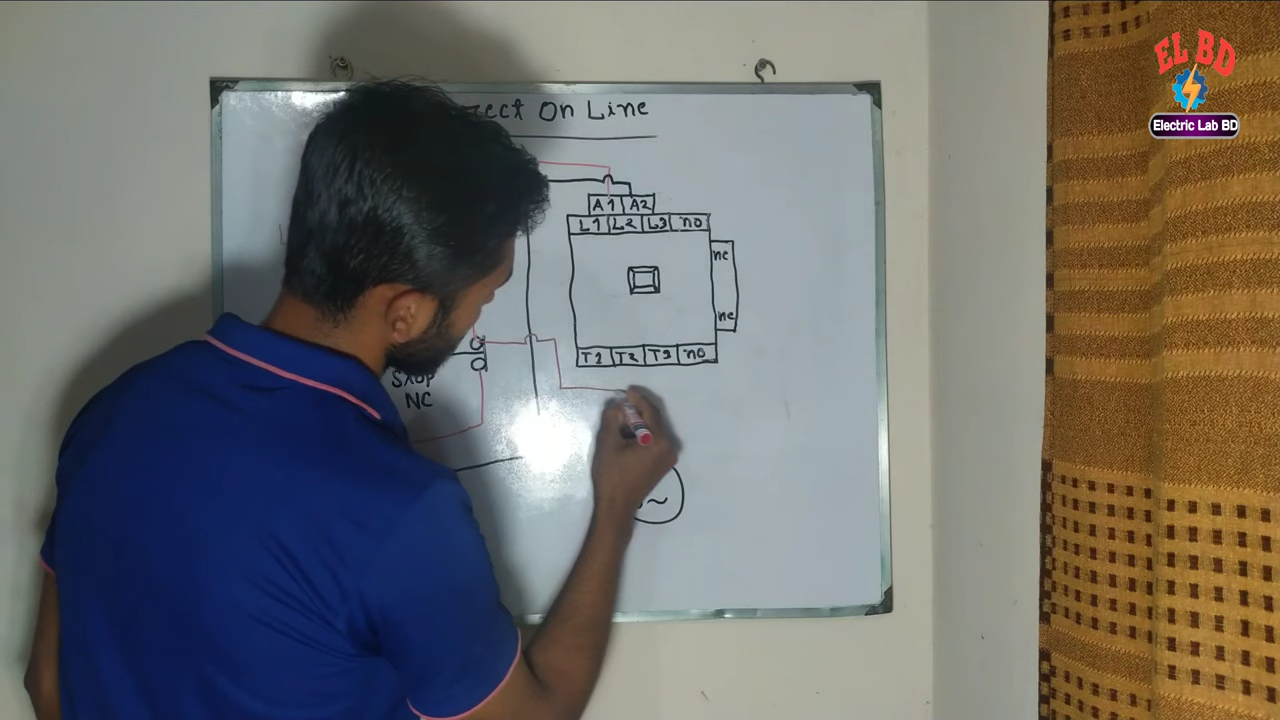 EL BD
Electric Lab BD
On Line
A1 A2
L1 L2 L3 no
nc
nc
T1 T2 T3 no
Stop
NC
~